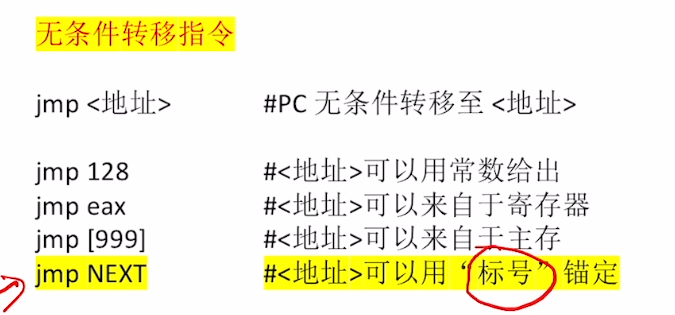 无条件转移指令
jmp <地址> #PC 无条件转移至 <地址>
jmp 128 #<地址>可以用常数给出
jmp eax #<地址>可以来自于寄存器
jmp [999] #<地址>可以来自于主存
jmp NEXT #<地址>可以用“标号”锚定